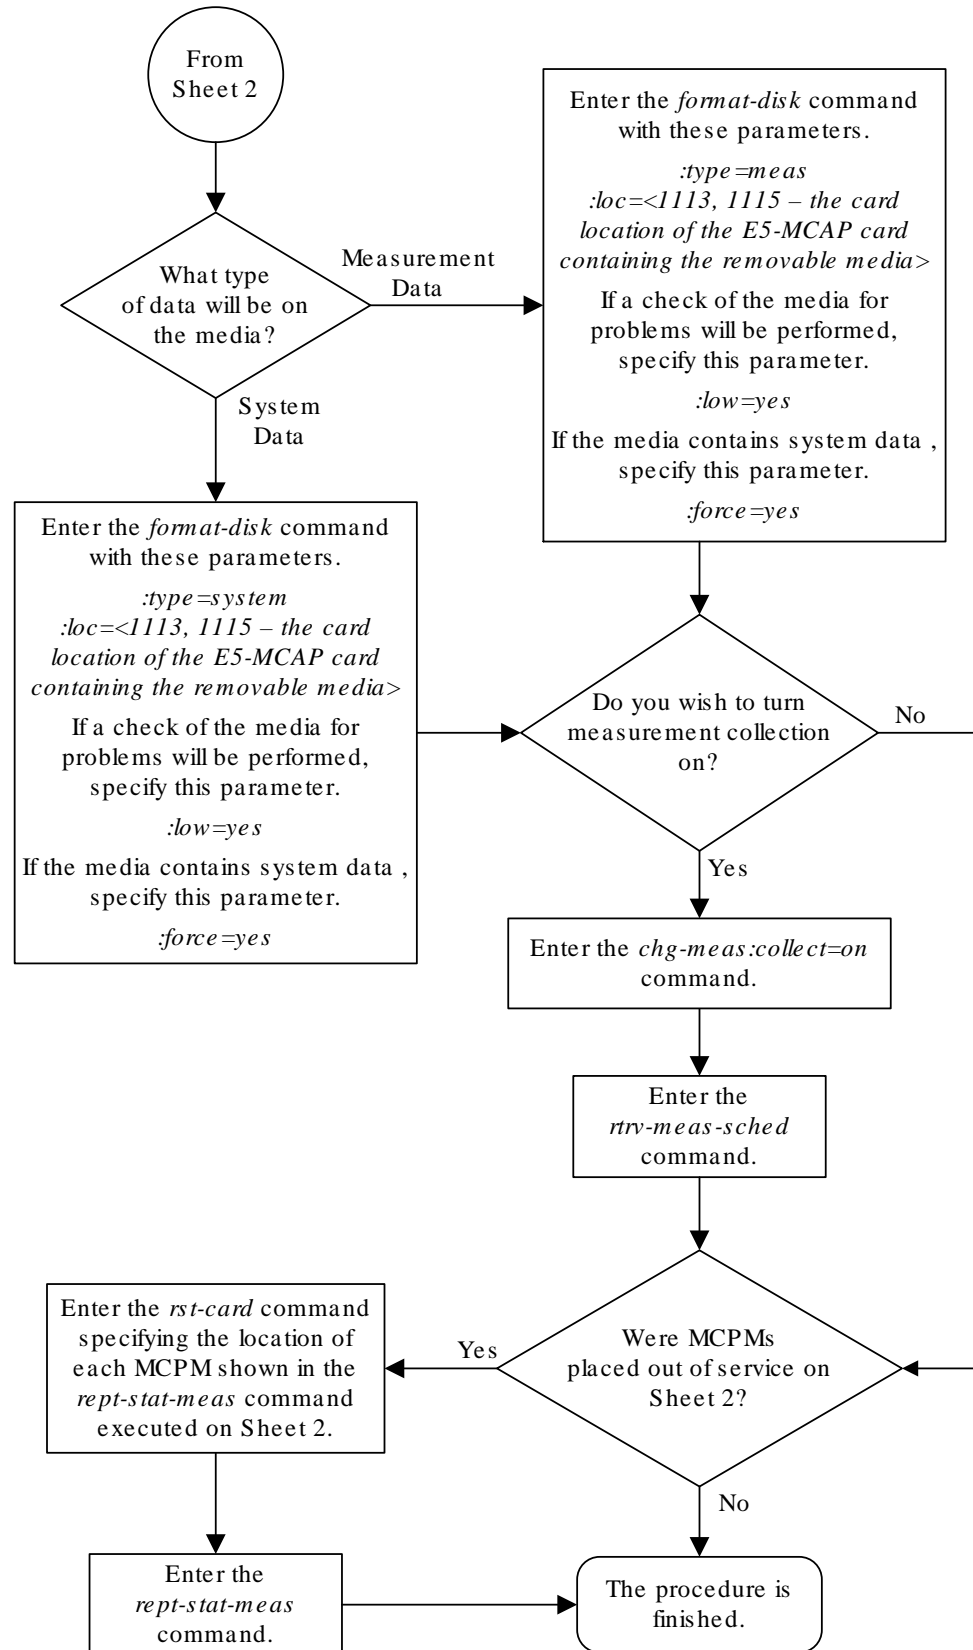 From
Sheet 2
What type
of data will be on
the media?
Measurement
Data
Enter the format-disk command
with these parameters.
:type=meas
:loc=<1113, 1115 – the card
location of the E5-MCAP card
containing the removable media>
If a check of the media for
problems will be performed,
specify this parameter.
:low=yes
If the media contains system data ,
specify this parameter.
:force=yes
System
Data
Enter the format-disk command
with these parameters.
:type=system
:loc=<1113, 1115 – the card
location of the E5-MCAP card
containing the removable media>
If a check of the media for
problems will be performed,
specify this parameter.
:low=yes
If the media contains system data ,
specify this parameter.
:force=yes
Do you wish to turn
measurement collection
on?
No
Yes
Enter the chg-meas:collect=on
command.
Enter the
rtrv-meas-sched
command.
Were MCPMs
placed out of service on
Sheet 2?
Yes
Enter the rst-card command
specifying the location of
each MCPM shown in the
rept-stat-meas command
executed on Sheet 2.
No
Enter the
rept-stat-meas
command.
The procedure is
finished.